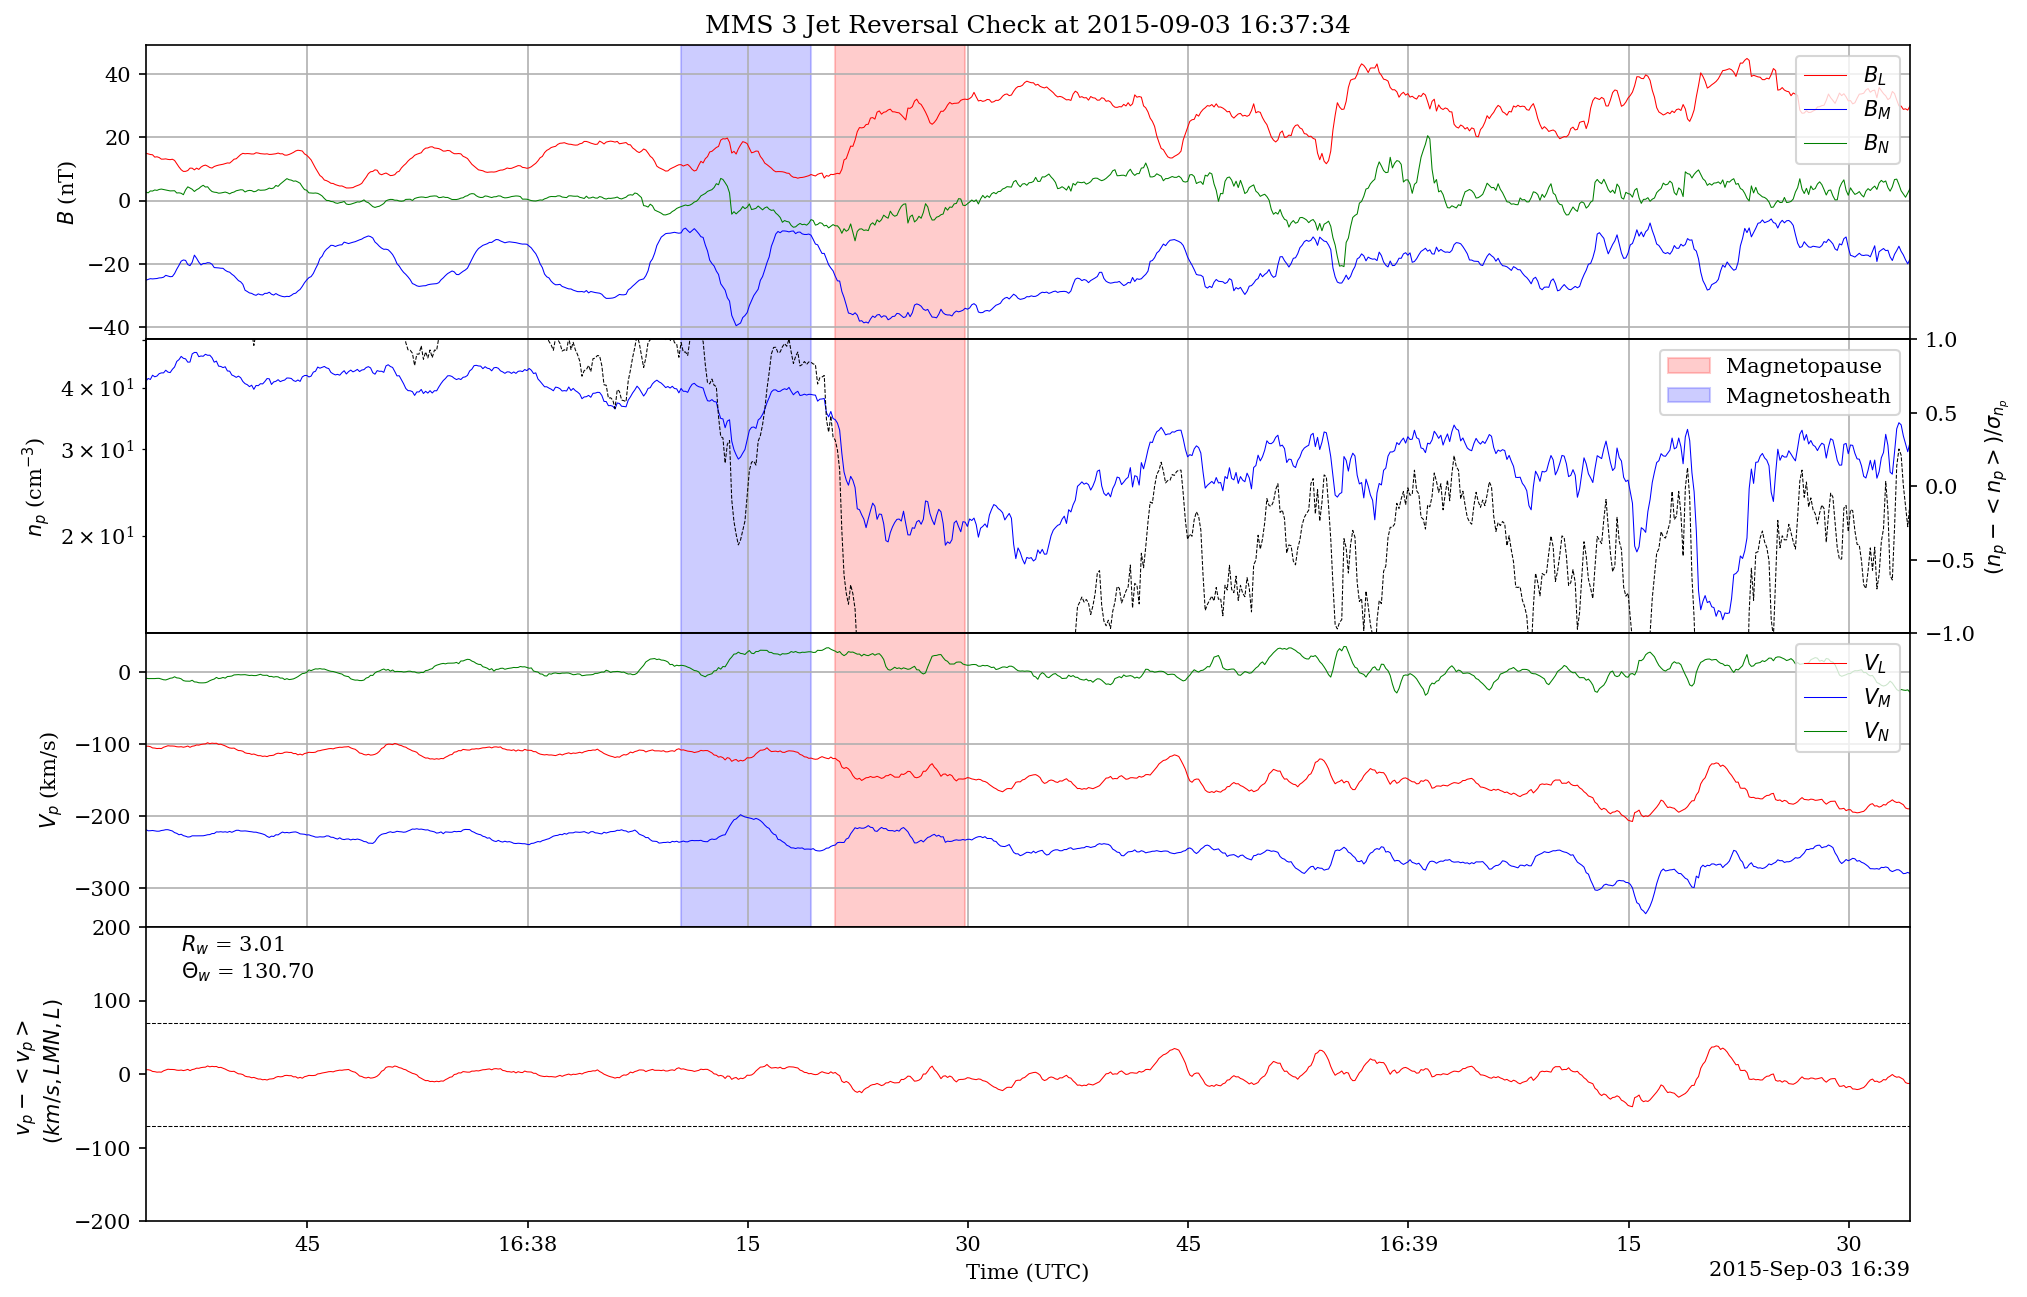 MMS 3 Jet Reversal Check at 2015-09-03 16:37:34
40
20
0
−20
−40
B (nT)
B_L
B_M
B_N
4 × 10^1
3 × 10^1
2 × 10^1
n_p (cm^−3)
Magnetopause
Magnetosheath
1.0
0.5
0.0
−0.5
−1.0
(n_p − < n_p >)/σ_{n_p}
0
−100
−200
−300
V_p (km/s)
V_L
V_M
V_N
R_w = 3.01
Θ_w = 130.70
200
100
0
−100
−200
v_p − < v_p >
(km/s, LMN, L)
45
16:38
15
30
45
16:39
15
30
Time (UTC)
2015-Sep-03 16:39